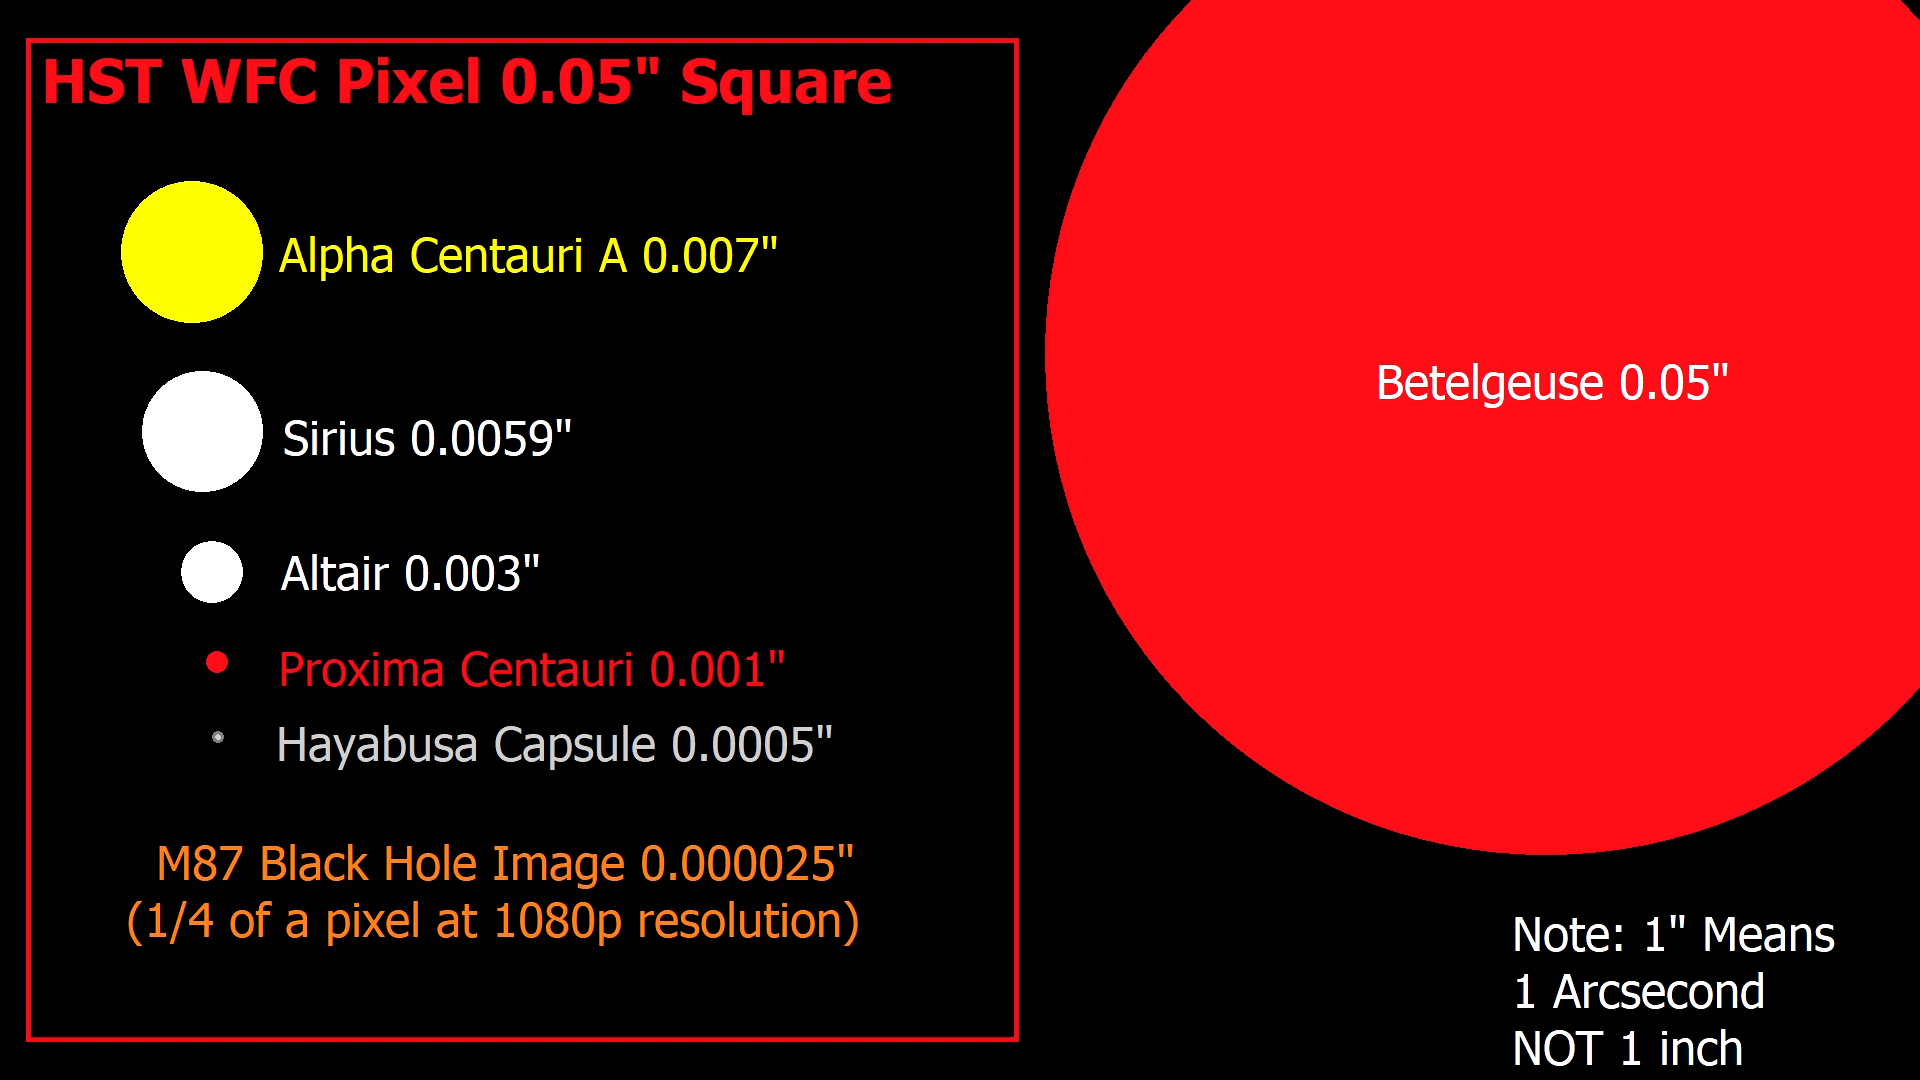 HST WFC Pixel 0.05" Square
Alpha Centauri A 0.007"
Sirius 0.0059"
Altair 0.003"
Proxima Centauri 0.001"
Hayabusa Capsule 0.0005"
M87 Black Hole Image 0.000025"
(1/4 of a pixel at 1080p resolution)
Betelgeuse 0.05"
Note: 1" Means
1 Arcsecond
NOT 1 inch